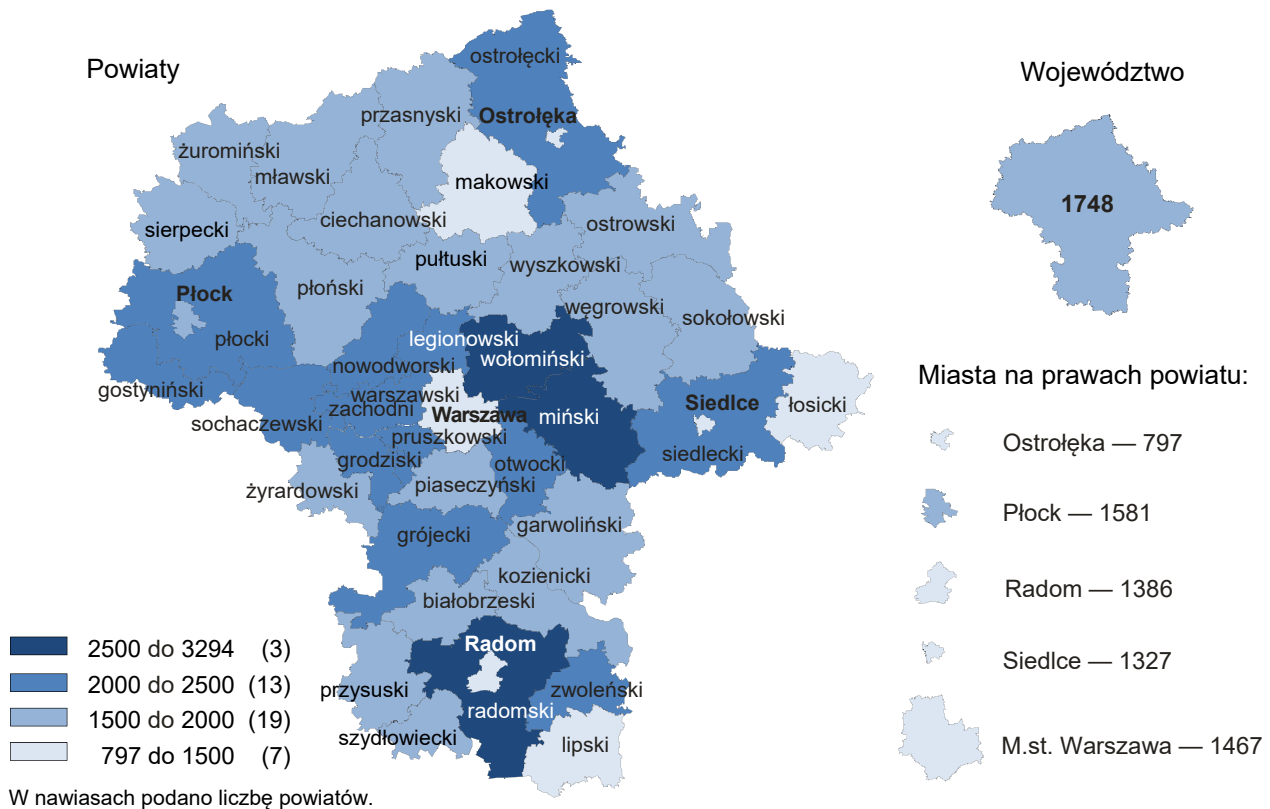 Powiaty
Województwo
ostrołęcki
przasnyski
Ostrołęka
żuromiński
mławski
makowski
ciechanowski
ostrowski
sierpecki
1748
pułtuski
wyszkowski
płoński
Płock
węgrowski
sokołowski
płocki
legionowski
wołomiński
nowodworski
gostyniński
Miasta na prawach powiatu:
warszawski
zachodni
Siedlce
łosicki
Warszawa
miński
sochaczewski
pruszkowski
Ostrołęka — 797
siedlecki
grodziski
otwocki
żyrardowski
piaseczyński
Płock — 1581
garwoliński
grójecki
kozienicki
Radom — 1386
białobrzeski
Radom
2500 do 3294 (3)
Siedlce — 1327
2000 do 2500 (13)
przysuski
zwoleński
radomski
1500 do 2000 (19)
szydłowiecki
lipski
M.st. Warszawa — 1467
797 do 1500 (7)
W nawiasach podano liczbę powiatów.